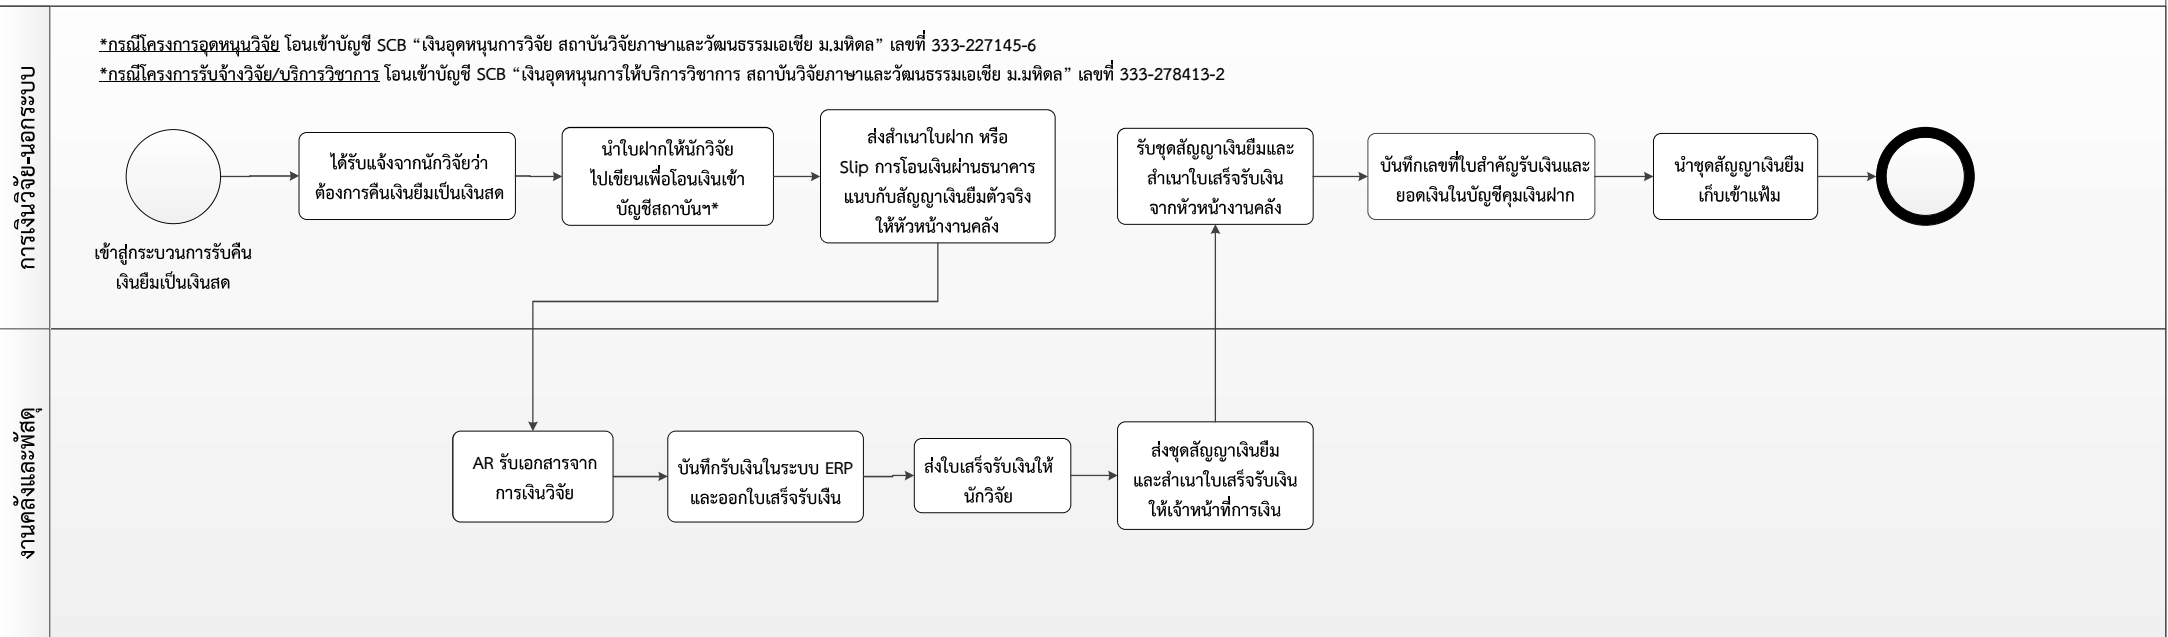 การเงินวิจัย-นอกระบบ
*กรณีโครงการอุดหนุนวิจัย โอนเข้าบัญชี SCB “เงินอุดหนุนการวิจัย สถาบันวิจัยภาษาและวัฒนธรรมเอเชีย ม.มหิดล” เลขที่ 333-227145-6
*กรณีโครงการรับจ้างวิจัย/บริการวิชาการ โอนเข้าบัญชี SCB “เงินอุดหนุนการให้บริการวิชาการ สถาบันวิจัยภาษาและวัฒนธรรมเอเชีย ม.มหิดล” เลขที่ 333-278413-2
เข้าสู่กระบวนการรับคืน
เงินยืมเป็นเงินสด
ได้รับแจ้งจากนักวิจัยว่า
ต้องการคืนเงินยืมเป็นเงินสด
นำใบฝากให้นักวิจัย
ไปเขียนเพื่อโอนเงินเข้า
บัญชีสถาบันฯ*
ส่งสำเนาใบฝาก หรือ
Slip การโอนเงินผ่านธนาคาร
แนบกับสัญญาเงินยืมตัวจริง
ให้หัวหน้างานคลัง
รับชุดสัญญาเงินยืมและ
สำเนาใบเสร็จรับเงิน
จากหัวหน้างานคลัง
บันทึกเลขที่ใบสำคัญรับเงินและ
ยอดเงินในบัญชีคุมเงินฝาก
นำชุดสัญญาเงินยืม
เก็บเข้าแฟ้ม
งานคลังและพัสดุ
AR รับเอกสารจาก
การเงินวิจัย
บันทึกรับเงินในระบบ ERP
และออกใบเสร็จรับเงืน
ส่งใบเสร็จรับเงินให้
นักวิจัย
ส่งชุดสัญญาเงินยืม
และสำเนาใบเสร็จรับเงิน
ให้เจ้าหน้าที่การเงิน